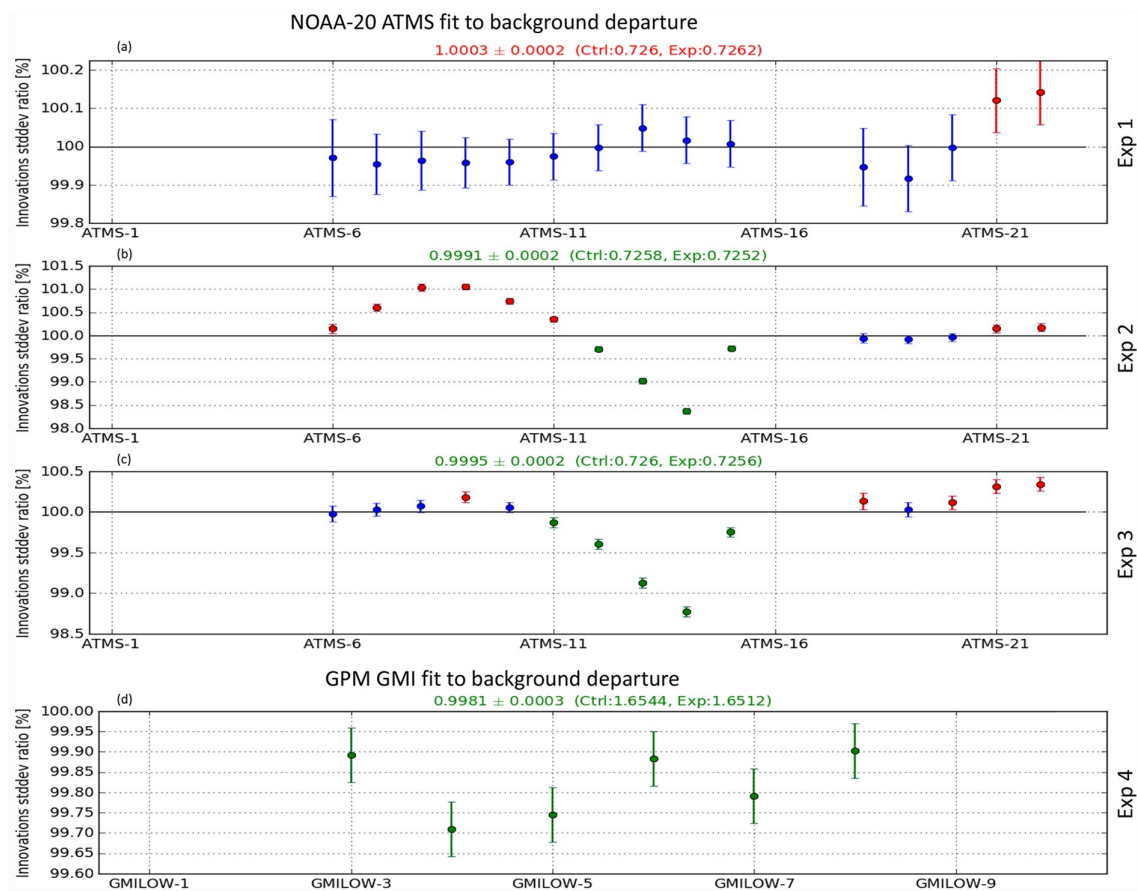 NOAA-20 ATMS fit to background departure
(a)
1.0003 ± 0.0002 (Ctrl:0.726, Exp:0.7262)
Innovations stddev ratio [%]
100.2
100.1
100
99.9
99.8
ATMS-1 ATMS-6 ATMS-11 ATMS-16 ATMS-21
Exp 1
(b)
0.9991 ± 0.0002 (Ctrl:0.7258, Exp:0.7252)
Innovations stddev ratio [%]
101.5
101.0
100.5
100.0
99.5
99.0
98.5
98.0
ATMS-1 ATMS-6 ATMS-11 ATMS-16 ATMS-21
Exp 2
(c)
0.9995 ± 0.0002 (Ctrl:0.726, Exp:0.7256)
Innovations stddev ratio [%]
100.5
100.0
99.5
99.0
98.5
ATMS-1 ATMS-6 ATMS-11 ATMS-16 ATMS-21
Exp 3
GPM GMI fit to background departure
(d)
0.9981 ± 0.0003 (Ctrl:1.6544, Exp:1.6512)
Innovations stddev ratio [%]
100.00
99.95
99.90
99.85
99.80
99.75
99.70
99.65
99.60
GMILOW-1 GMILOW-3 GMILOW-5 GMILOW-7 GMILOW-9
Exp 4